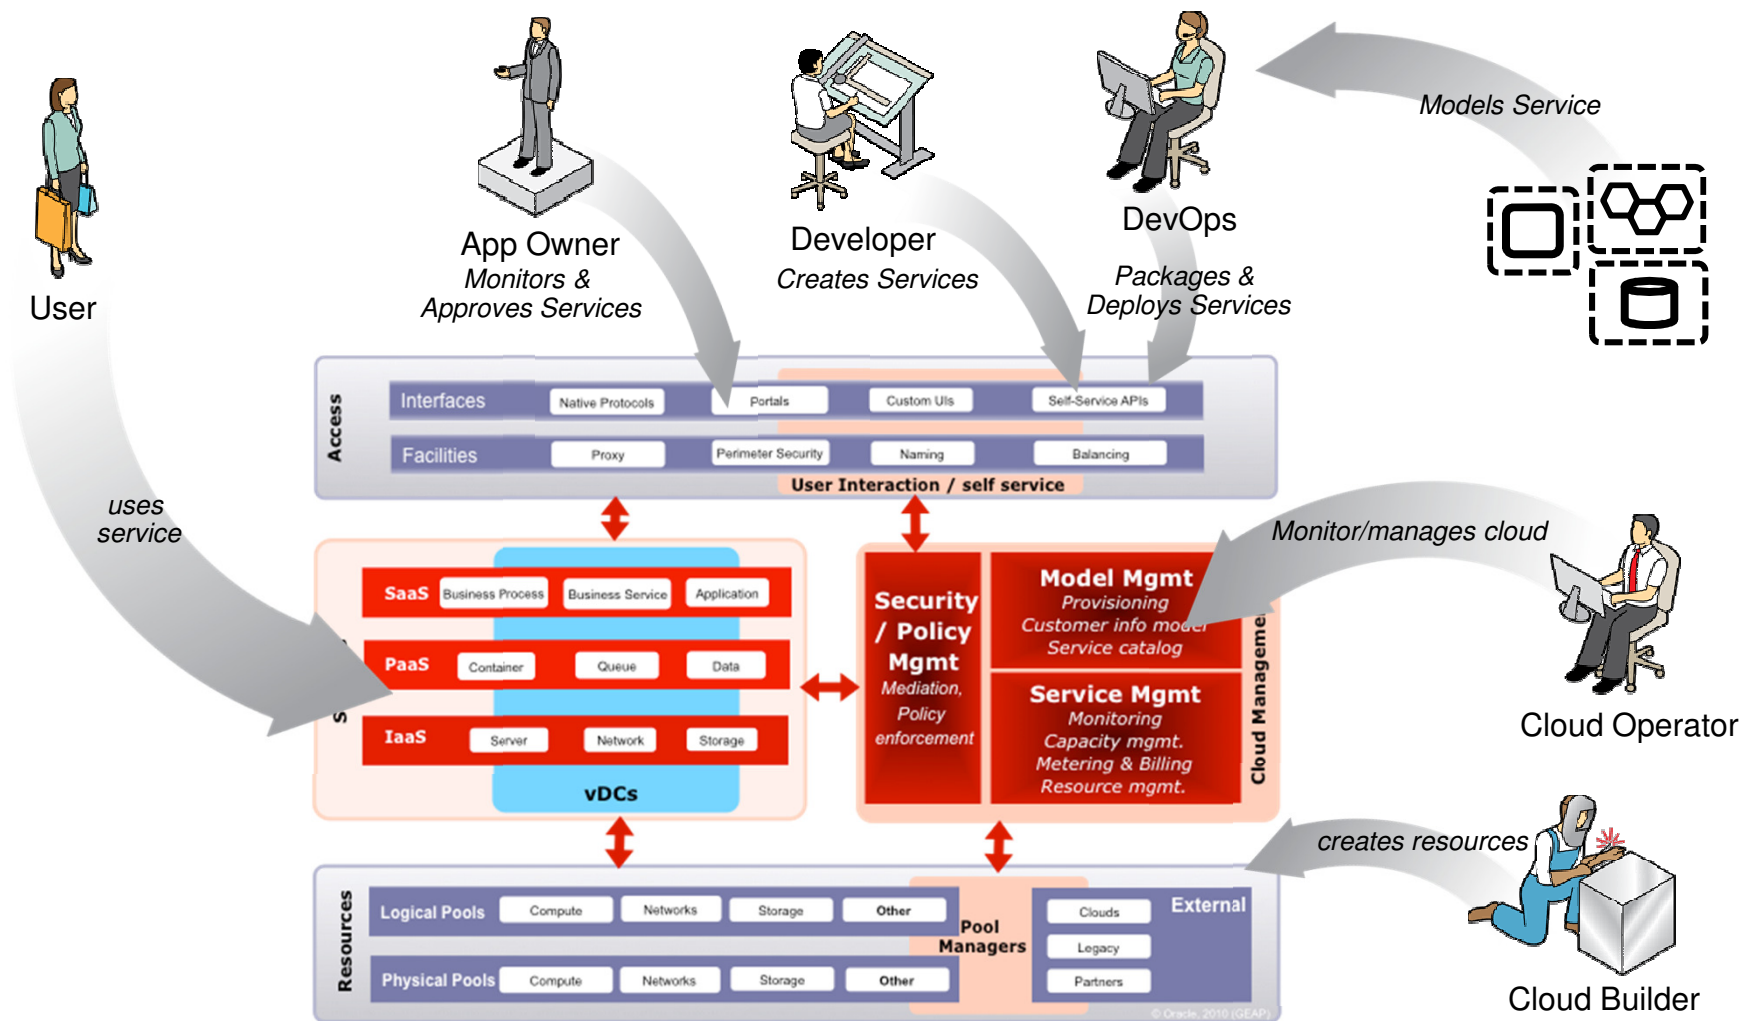 Models Service
User
App Owner
Monitors &
Approves Services
Developer
Creates Services
DevOps
Packages &
Deploys Services
Access
Interfaces
Native Protocols
Portals
Custom UIs
Self-Service APIs
Facilities
Proxy
Perimeter Security
Naming
Balancing
User Interaction / self service
uses
service
SaaS
Business Process
Business Service
Application
PaaS
Container
Queue
Data
IaaS
Server
Network
Storage
vDCs
Security
/ Policy
Mgmt
Mediation,
Policy
enforcement
Model Mgmt
Provisioning
Customer info model
Service catalog
Service Mgmt
Monitoring
Capacity mgmt.
Metering & Billing
Resource mgmt.
Cloud Management
Monitor/manages cloud
Cloud Operator
creates resources
Cloud Builder
Resources
Logical Pools
Compute
Networks
Storage
Other
Physical Pools
Compute
Networks
Storage
Other
Pool
Managers
External
Clouds
Legacy
Partners
© Oracle, 2010 (GEAP)